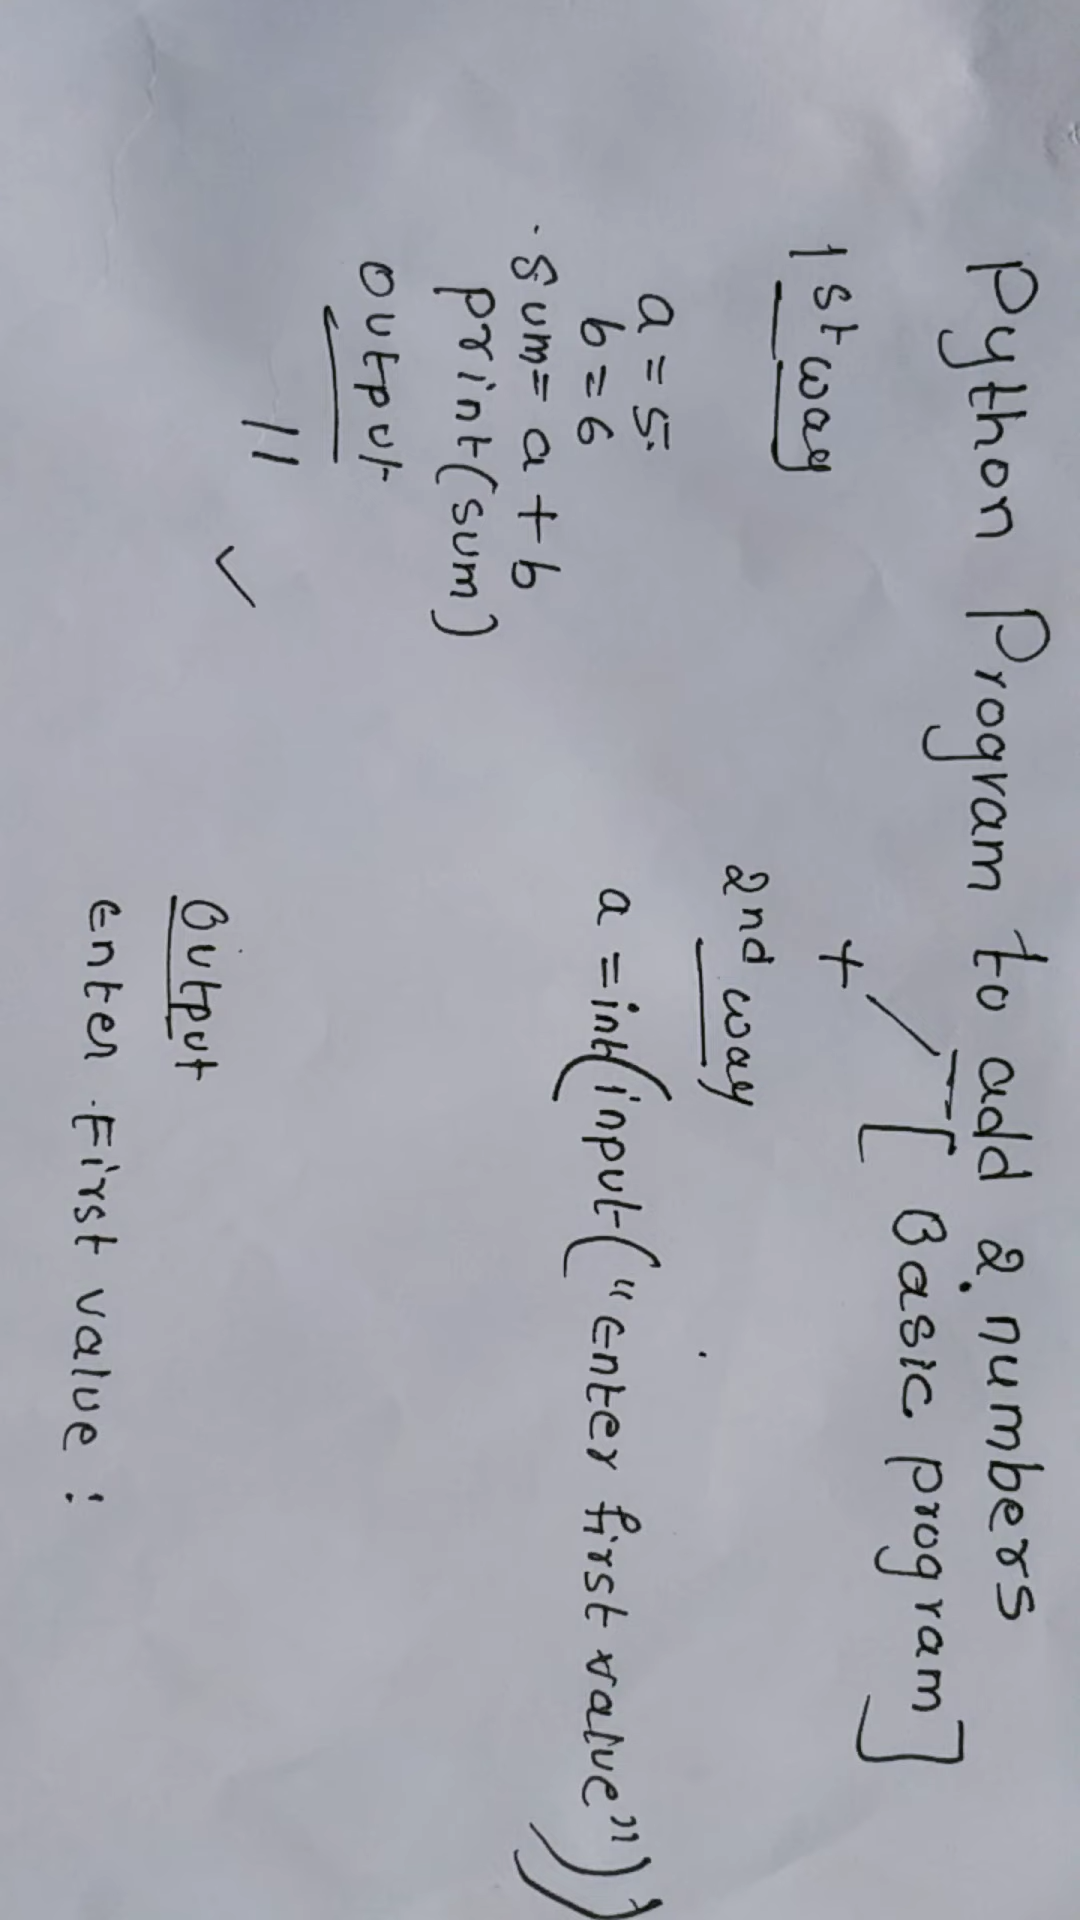 Python Program to add 2 numbers
+ [ Basic program ]
1st way
a = 5
b = 6
sum = a + b
print(sum)
output
11
2nd way
a = int(input("Enter first value"))
Output
Enter First value :